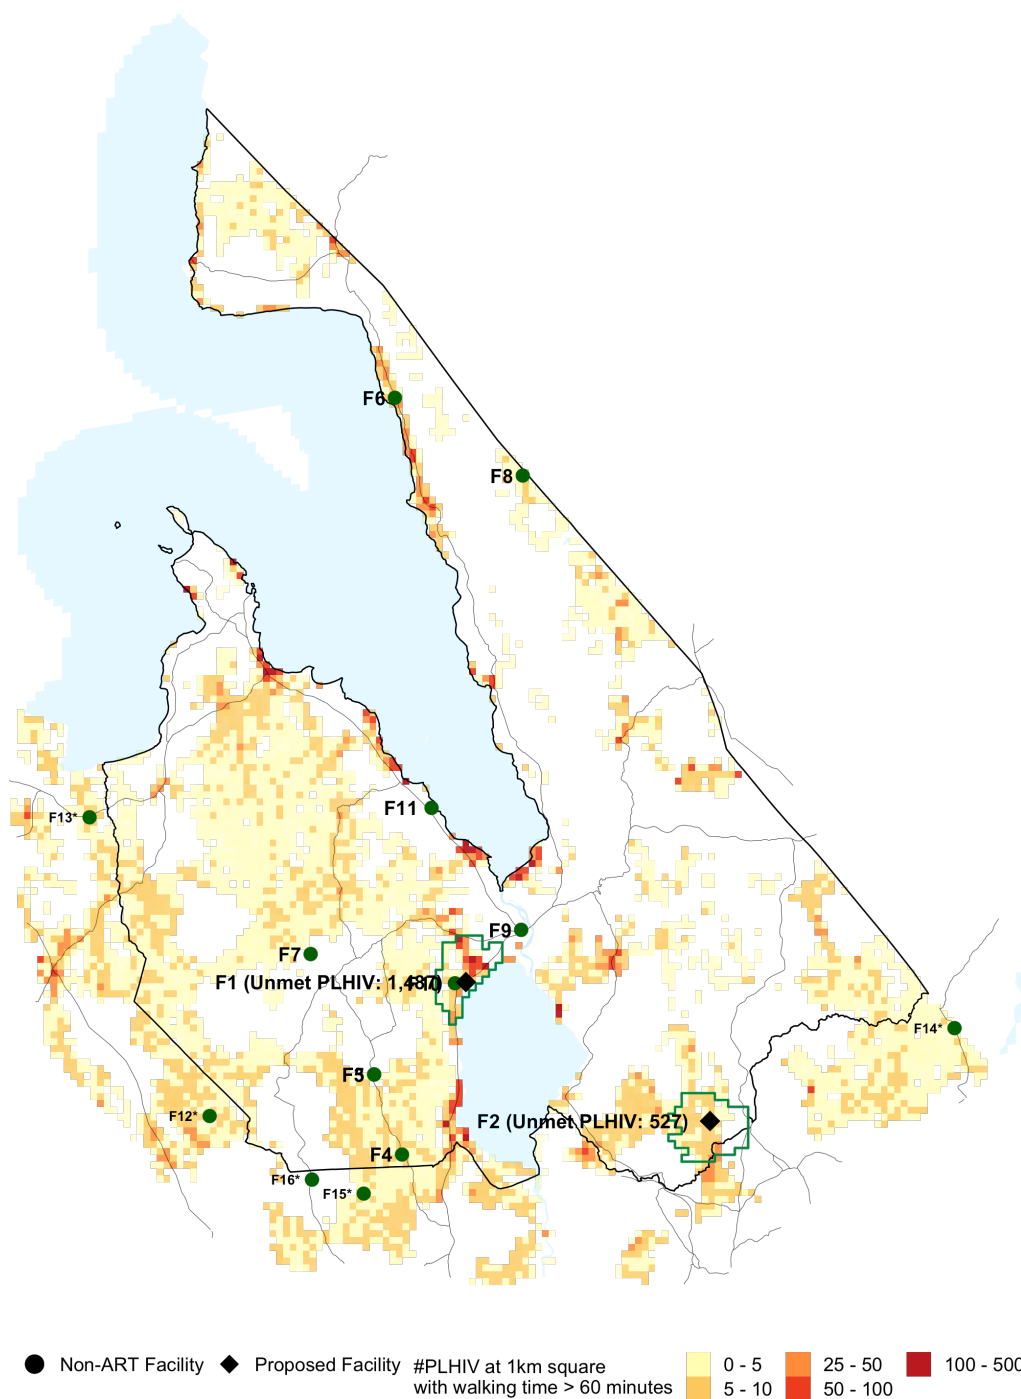 F6
F8
F11
F13*
F9
F7
F1 (Unmet PLHIV: 1,487)
F14*
F2 (Unmet PLHIV: 527)
F12*
F4
F16*
F15*
Non-ART Facility
Proposed Facility
#PLHIV at 1km square
with walking time > 60 minutes
0 - 5
5 - 10
25 - 50
50 - 100
100 - 500